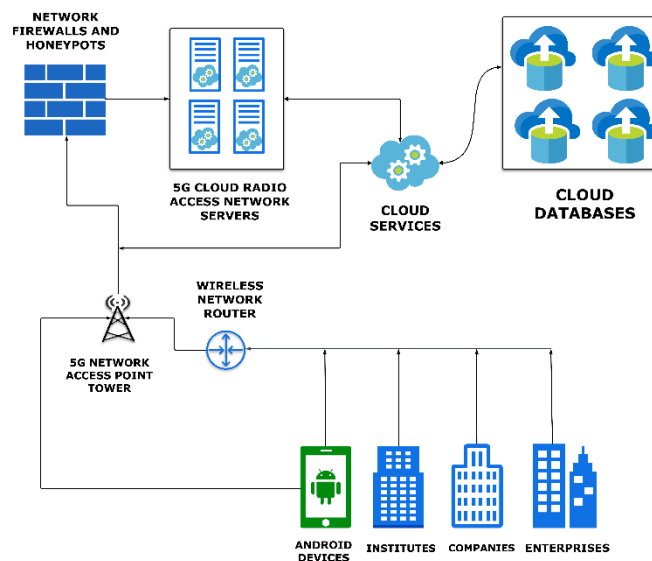 NETWORK
FIREWALLS AND
HONEYPOTS
5G CLOUD RADIO
ACCESS NETWORK
SERVERS
CLOUD
SERVICES
CLOUD
DATABASES
WIRELESS
NETWORK
ROUTER
5G NETWORK
ACCESS POINT
TOWER
ANDROID
DEVICES
INSTITUTES
COMPANIES
ENTERPRISES